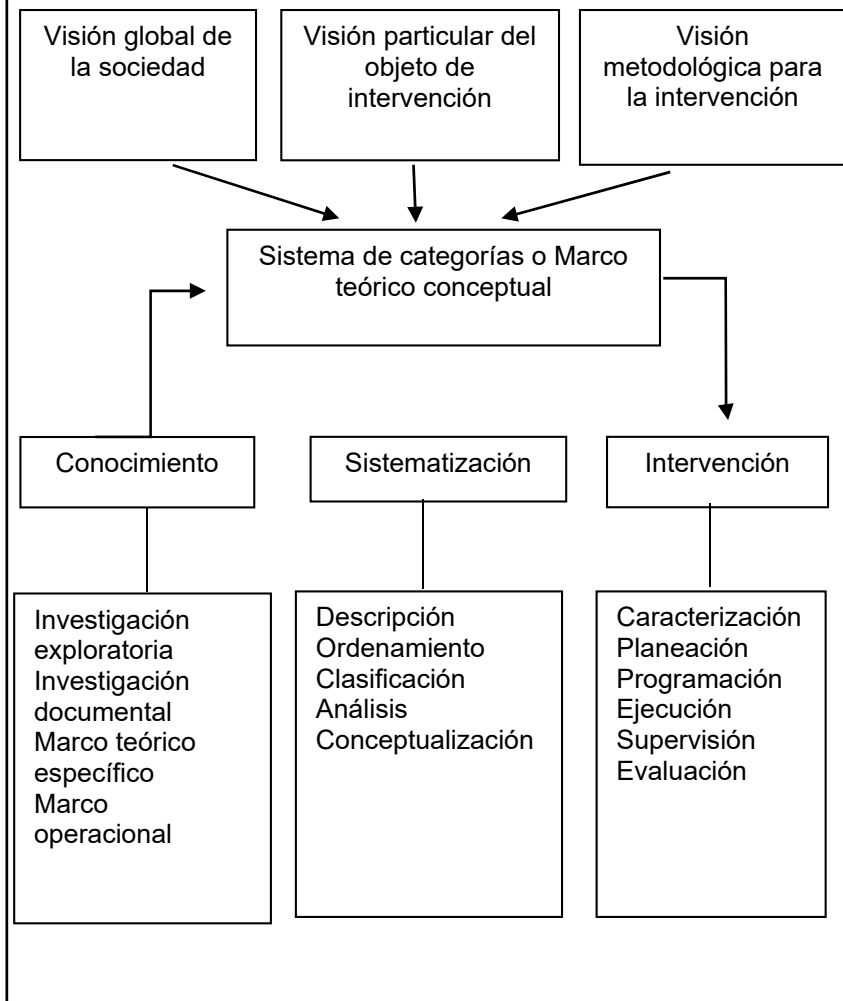 Visión global de
la sociedad
Visión particular del
objeto de
intervención
Visión
metodológica para
la intervención
Sistema de categorías o Marco
teórico conceptual
Conocimiento
Sistematización
Intervención
Investigación
exploratoria
Investigación
documental
Marco teórico
específico
Marco
operacional
Descripción
Ordenamiento
Clasificación
Análisis
Conceptualización
Caracterización
Planeación
Programación
Ejecución
Supervisión
Evaluación